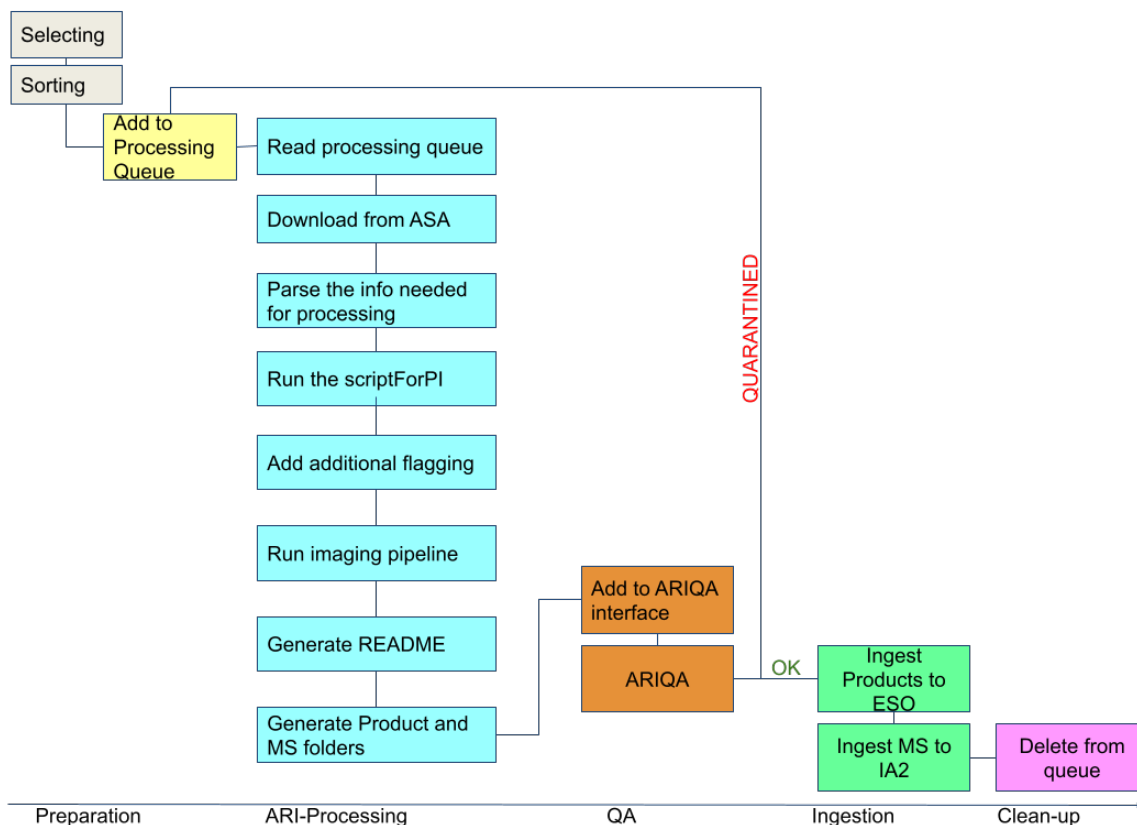 Selecting
Sorting
Add to
Processing
Queue
Read processing queue
Download from ASA
Parse the info needed
for processing
Run the scriptForPI
Add additional flagging
Run imaging pipeline
Generate README
Generate Product and
MS folders
Add to ARIQA
interface
ARIQA
QUARANTINED
OK
Ingest
Products to
ESO
Ingest MS to
IA2
Delete from
queue
Preparation
ARI-Processing
QA
Ingestion
Clean-up